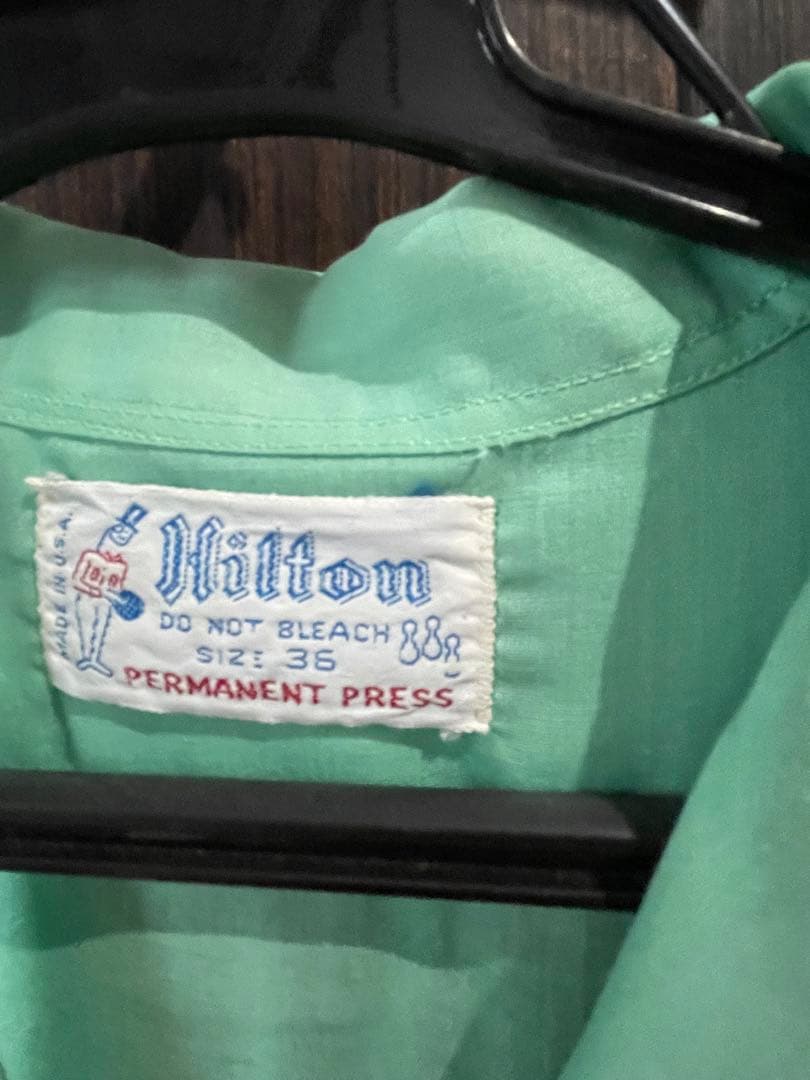 MADE IN U.S.A.
Hilton
DO NOT BLEACH
SIZE 36
PERMANENT PRESS